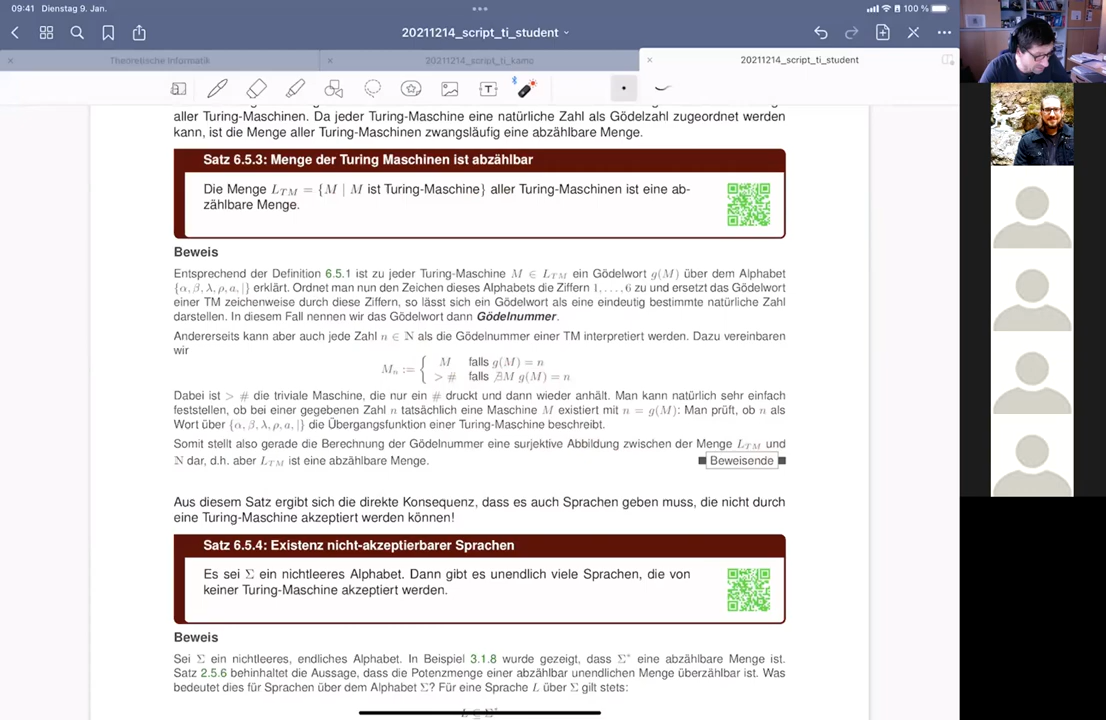 09:41 Dienstag 9. Jan.
100 %
20211214_script_ti_student
Theoretische Informatik
20211214_script_ti_kamo
20211214_script_ti_student
aller Turing-Maschinen. Da jeder Turing-Maschine eine natürliche Zahl als Gödelzahl zugeordnet werden
kann, ist die Menge aller Turing-Maschinen zwangsläufig eine abzählbare Menge.
Satz 6.5.3: Menge der Turing Maschinen ist abzählbar
Die Menge L_{TM} = {M | M ist Turing-Maschine} aller Turing-Maschinen ist eine ab-
zählbare Menge.
Beweis
Entsprechend der Definition 6.5.1 ist zu jeder Turing-Maschine M ∈ L_{TM} ein Gödelwort g(M) über dem Alphabet
{α, β, λ, ρ, a, |} erklärt. Ordnet man nun den Zeichen dieses Alphabets die Ziffern 1, . . . , 6 zu und ersetzt das Gödelwort
einer TM zeichenweise durch diese Ziffern, so lässt sich ein Gödelwort als eine eindeutig bestimmte natürliche Zahl
darstellen. In diesem Fall nennen wir das Gödelwort dann Gödelnummer.
Andererseits kann aber auch jede Zahl n ∈ ℕ als die Gödelnummer einer TM interpretiert werden. Dazu vereinbaren
wir
M_n := { M falls g(M) = n
> # falls ∄M g(M) = n
Dabei ist > # die triviale Maschine, die nur ein # druckt und dann wieder anhält. Man kann natürlich sehr einfach
feststellen, ob bei einer gegebenen Zahl n tatsächlich eine Maschine M existiert mit n = g(M): Man prüft, ob n als
Wort über {α, β, λ, ρ, a, |} die Übergangsfunktion einer Turing-Maschine beschreibt.
Somit stellt also gerade die Berechnung der Gödelnummer eine surjektive Abbildung zwischen der Menge L_{TM} und
ℕ dar, d.h. aber L_{TM} ist eine abzählbare Menge.
Beweisende
Aus diesem Satz ergibt sich die direkte Konsequenz, dass es auch Sprachen geben muss, die nicht durch
eine Turing-Maschine akzeptiert werden können!
Satz 6.5.4: Existenz nicht-akzeptierbarer Sprachen
Es sei Σ ein nichtleeres Alphabet. Dann gibt es unendlich viele Sprachen, die von
keiner Turing-Maschine akzeptiert werden.
Beweis
Sei Σ ein nichtleeres, endliches Alphabet. In Beispiel 3.1.8 wurde gezeigt, dass Σ* eine abzählbare Menge ist.
Satz 2.5.6 behinhaltet die Aussage, dass die Potenzmenge einer abzählbar unendlichen Menge überzählbar ist. Was
bedeutet dies für Sprachen über dem Alphabet Σ? Für eine Sprache L über Σ gilt stets: